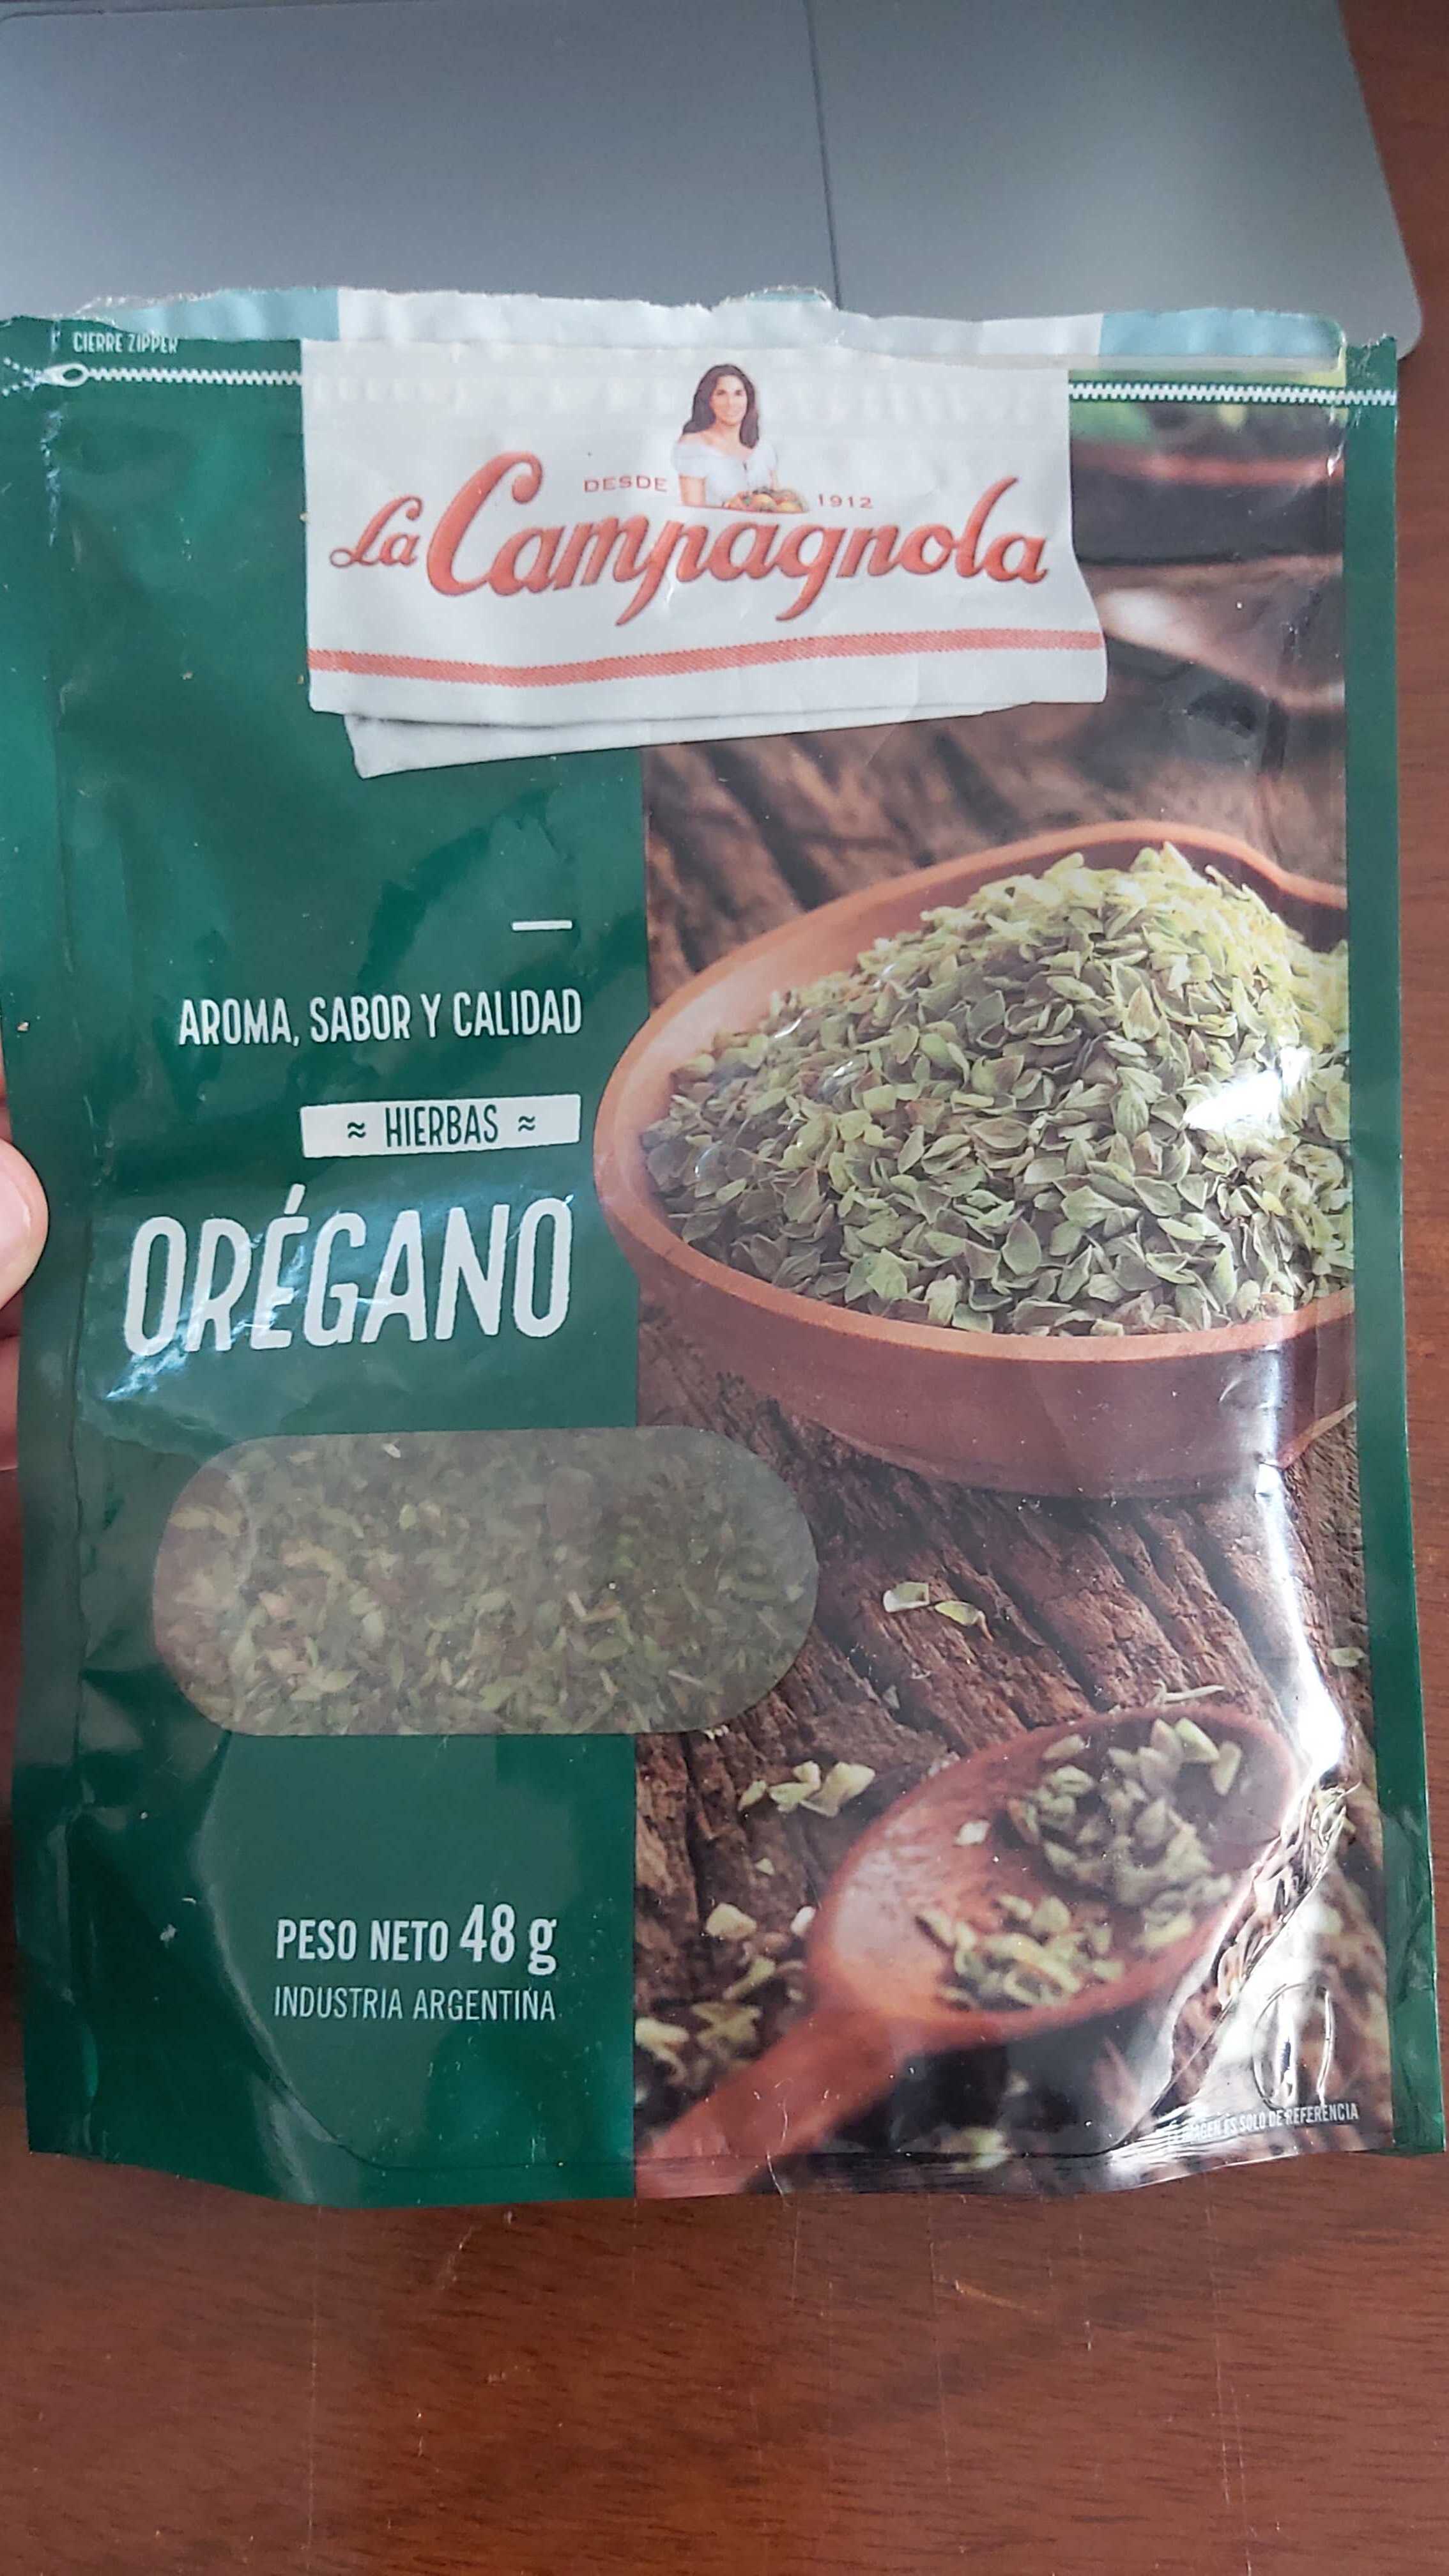 CIERRE ZIPPER
DESDE 1912
La Campagnola
AROMA, SABOR Y CALIDAD
≈ HIERBAS ≈
ORÉGANO
PESO NETO 48 g
INDUSTRIA ARGENTINA
ES SOLO DE REFERENCIA